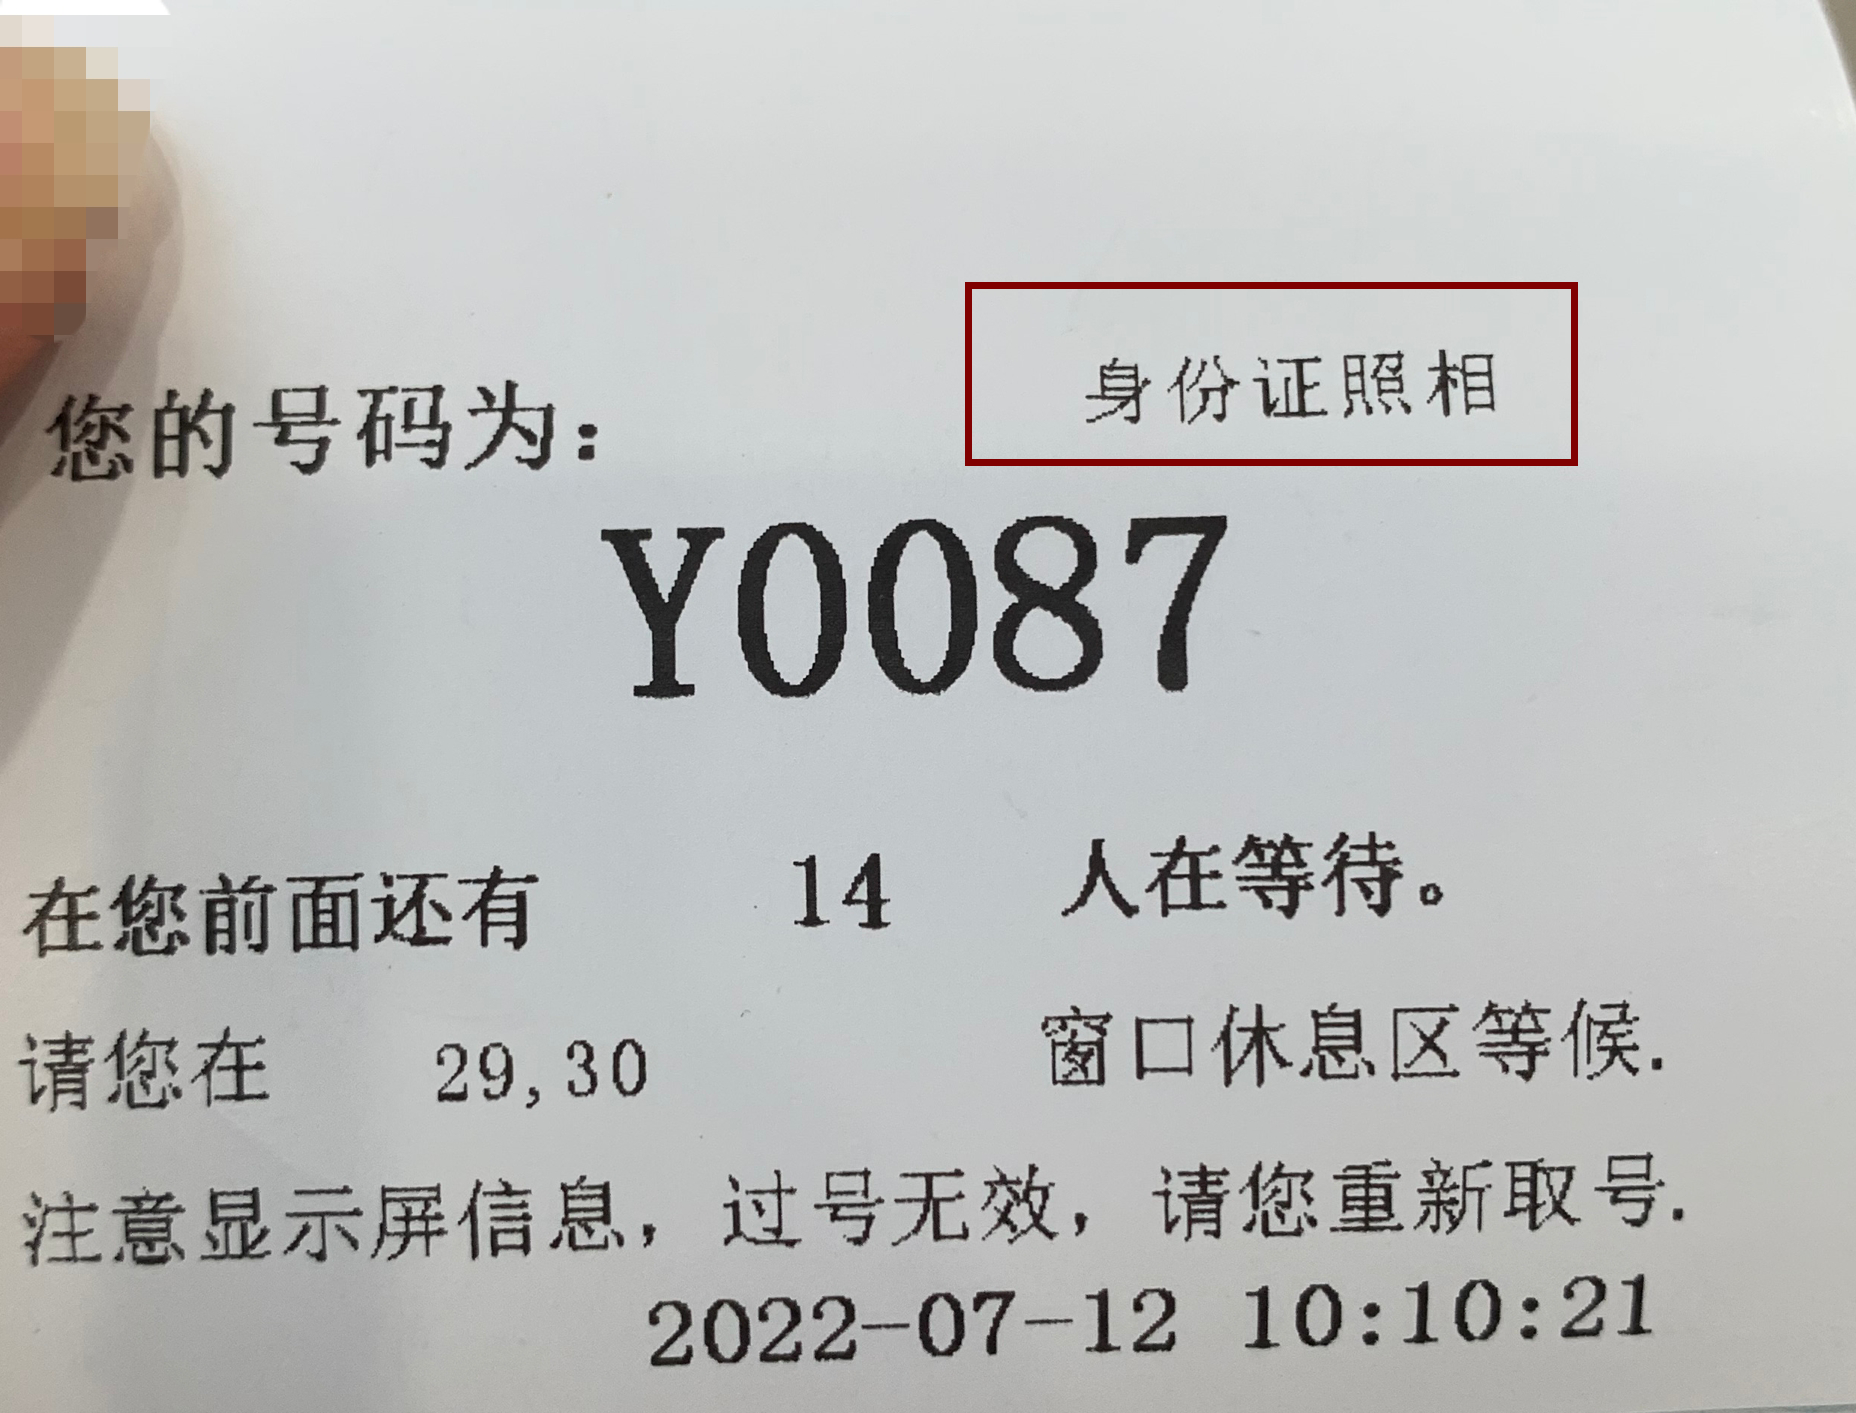 身份证照相
您的号码为：
Y0087
在您前面还有 14 人在等待。
请您在 29,30 窗口休息区等候.
注意显示屏信息，过号无效，请您重新取号.
2022-07-12 10:10:21